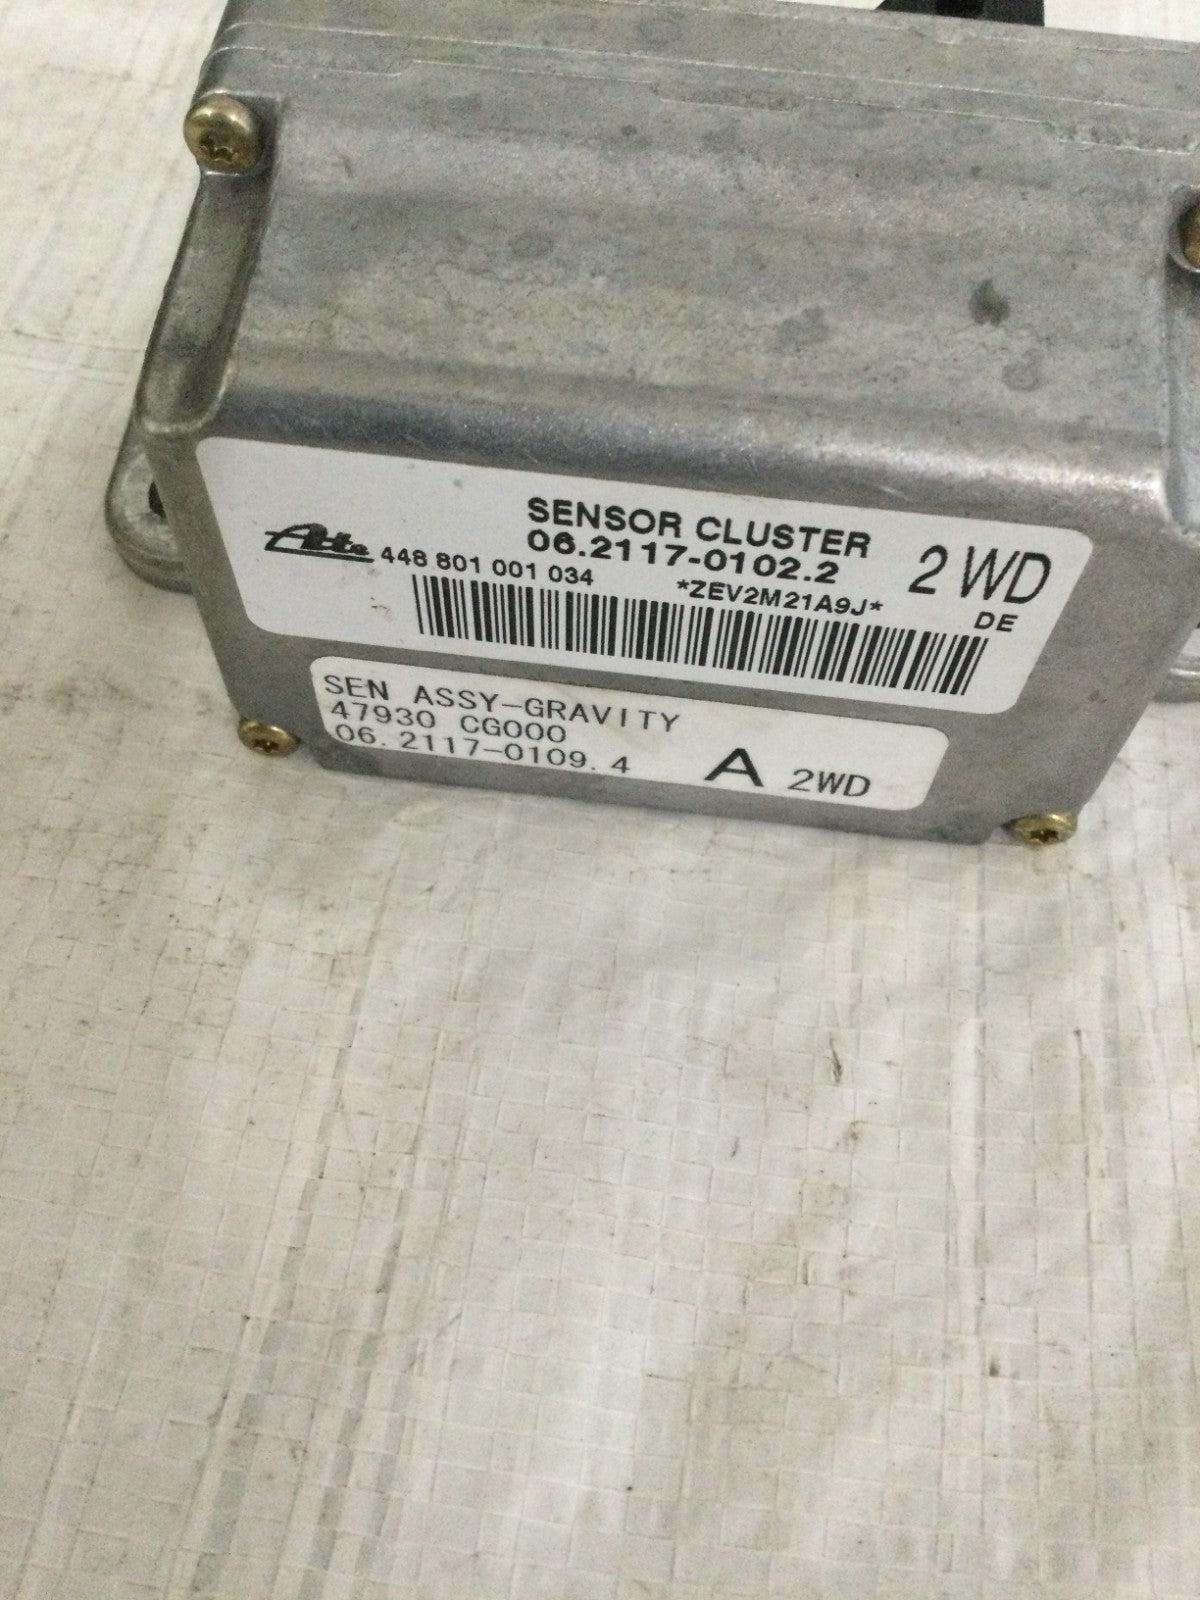 SENSOR CLUSTER
06.2117-0102.2
2 WD
Ate 448 801 001 034
*ZEV2M21A9J*
DE
SEN ASSY-GRAVITY
47930 CG000
06.2117-0109.4
A 2WD